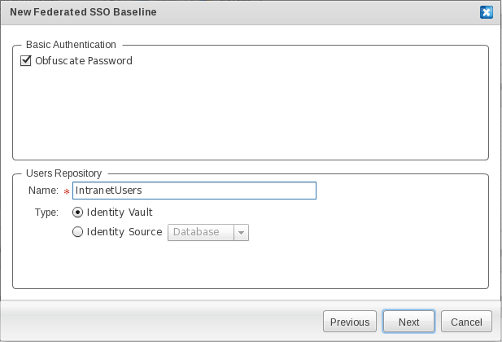 New Federated SSO Baseline
Basic Authentication
Obfuscate Password
Users Repository
Name: * IntranetUsers
Type: Identity Vault
Identity Source Database
Previous Next Cancel